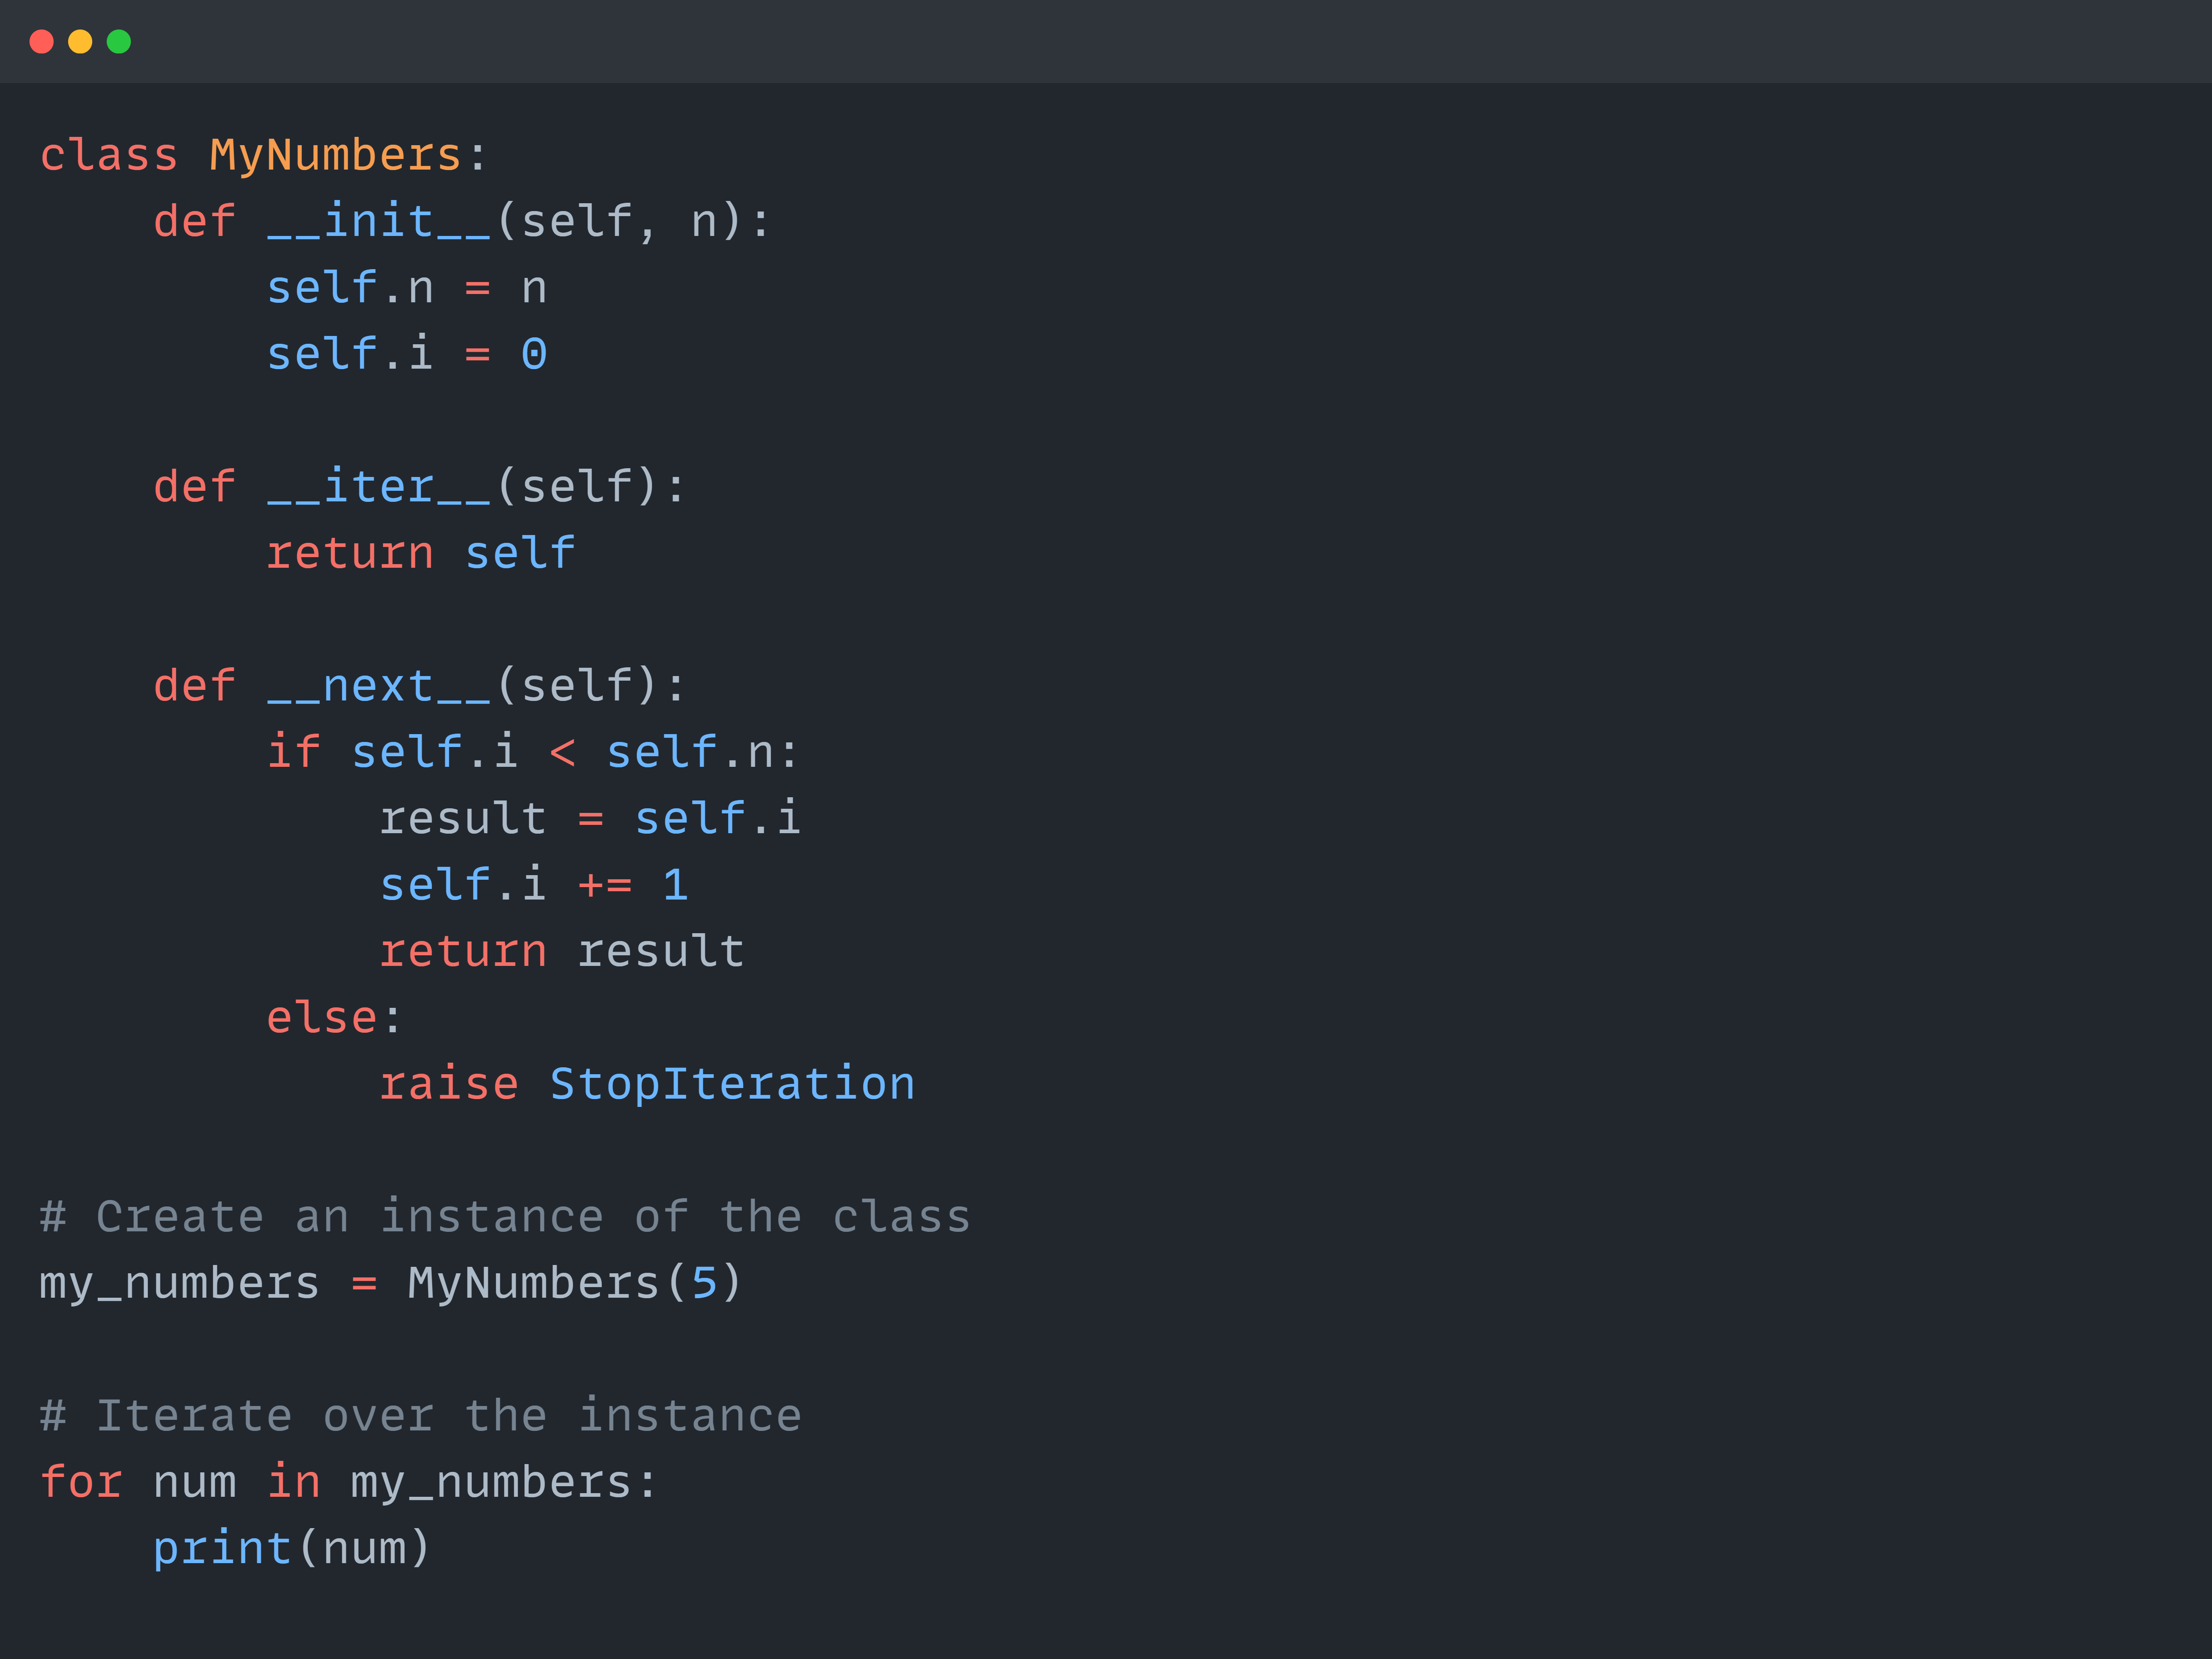 class MyNumbers:
    def __init__(self, n):
        self.n = n
        self.i = 0

    def __iter__(self):
        return self

    def __next__(self):
        if self.i < self.n:
            result = self.i
            self.i += 1
            return result
        else:
            raise StopIteration

# Create an instance of the class
my_numbers = MyNumbers(5)

# Iterate over the instance
for num in my_numbers:
    print(num)